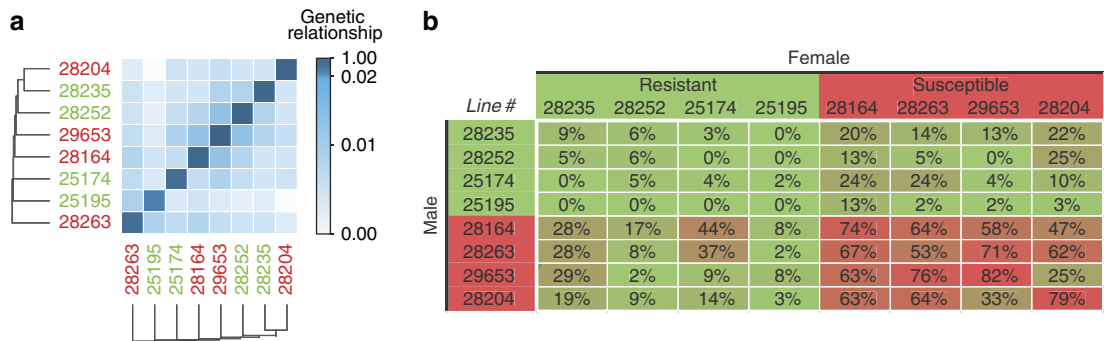 a
Genetic
relationship
28204
28235
28252
29653
28164
25174
25195
28263
1.00
0.02
0.01
0.00
28263
25195
25174
28164
29653
28252
28235
28204
b
Female
Resistant Susceptible
Line # 28235 28252 25174 25195 28164 28263 29653 28204
Male
28235 9% 6% 3% 0% 20% 14% 13% 22%
28252 5% 6% 0% 0% 13% 5% 0% 25%
25174 0% 5% 4% 2% 24% 24% 4% 10%
25195 0% 0% 0% 0% 13% 2% 2% 3%
28164 28% 17% 44% 8% 74% 64% 58% 47%
28263 28% 8% 37% 2% 67% 53% 71% 62%
29653 29% 2% 9% 8% 63% 76% 82% 25%
28204 19% 9% 14% 3% 63% 64% 33% 79%